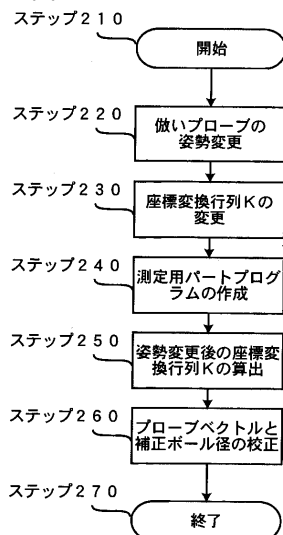 ステップ210
開始
ステップ220
倣いプローブの
姿勢変更
ステップ230
座標変換行列Kの
変更
ステップ240
測定用パートプログ
ラムの作成
ステップ250
姿勢変更後の座標変
換行列Kの算出
ステップ260
プローブベクトルと
補正ボール径の校正
ステップ270
終了